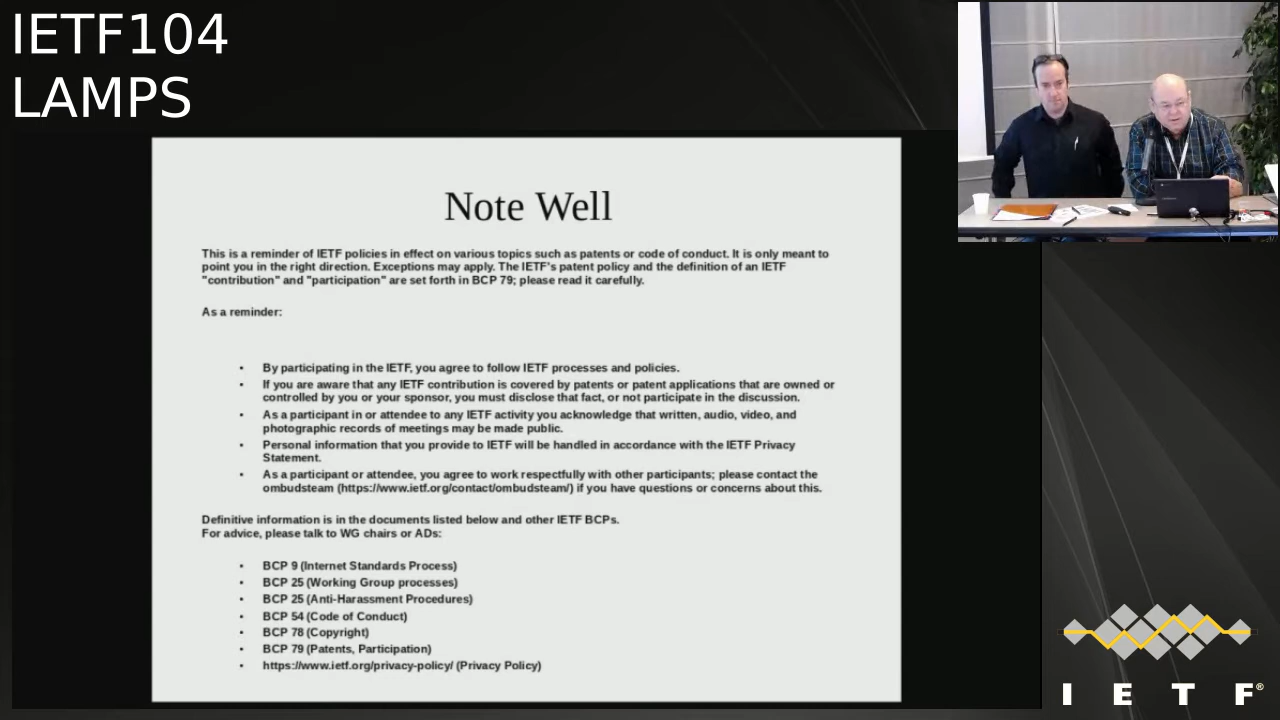 IETF104
LAMPS
Note Well
This is a reminder of IETF policies in effect on various topics such as patents or code of conduct. It is only meant to
point you in the right direction. Exceptions may apply. The IETF's patent policy and the definition of an IETF
"contribution" and "participation" are set forth in BCP 79; please read it carefully.
As a reminder:
• By participating in the IETF, you agree to follow IETF processes and policies.
• If you are aware that any IETF contribution is covered by patents or patent applications that are owned or
controlled by you or your sponsor, you must disclose that fact, or not participate in the discussion.
• As a participant in or attendee to any IETF activity you acknowledge that written, audio, video, and
photographic records of meetings may be made public.
• Personal information that you provide to IETF will be handled in accordance with the IETF Privacy
Statement.
• As a participant or attendee, you agree to work respectfully with other participants; please contact the
ombudsteam (https://www.ietf.org/contact/ombudsteam/) if you have questions or concerns about this.
Definitive information is in the documents listed below and other IETF BCPs.
For advice, please talk to WG chairs or ADs:
• BCP 9 (Internet Standards Process)
• BCP 25 (Working Group processes)
• BCP 25 (Anti-Harassment Procedures)
• BCP 54 (Code of Conduct)
• BCP 78 (Copyright)
• BCP 79 (Patents, Participation)
• https://www.ietf.org/privacy-policy/ (Privacy Policy)
I E T F®